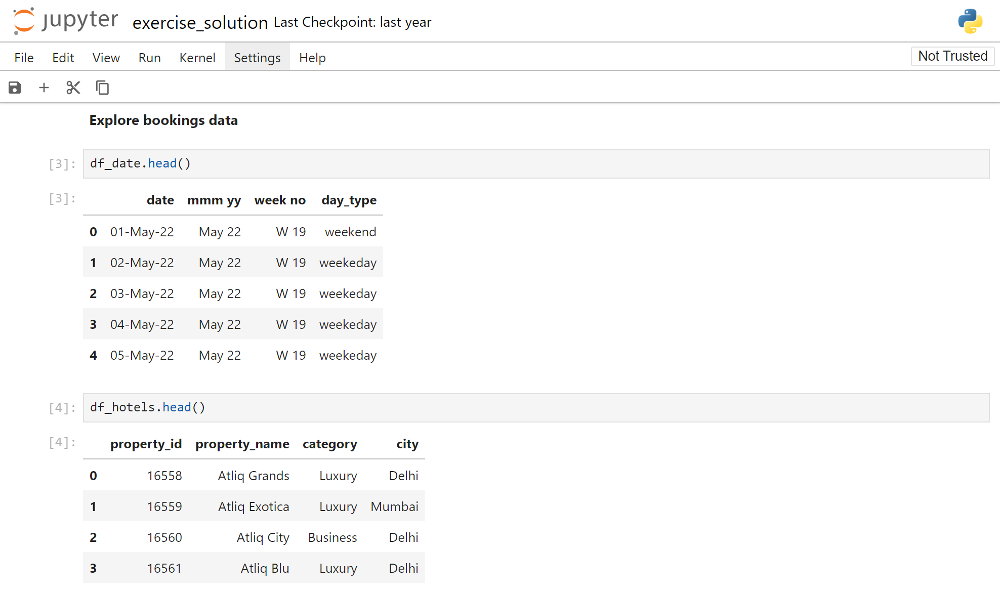 jupyter exercise_solution Last Checkpoint: last year
File Edit View Run Kernel Settings Help Not Trusted
Explore bookings data
[3]: df_date.head()
[3]: date mmm yy week no day_type
0 01-May-22 May 22 W 19 weekend
1 02-May-22 May 22 W 19 weekeday
2 03-May-22 May 22 W 19 weekeday
3 04-May-22 May 22 W 19 weekeday
4 05-May-22 May 22 W 19 weekeday
[4]: df_hotels.head()
[4]: property_id property_name category city
0 16558 Atliq Grands Luxury Delhi
1 16559 Atliq Exotica Luxury Mumbai
2 16560 Atliq City Business Delhi
3 16561 Atliq Blu Luxury Delhi